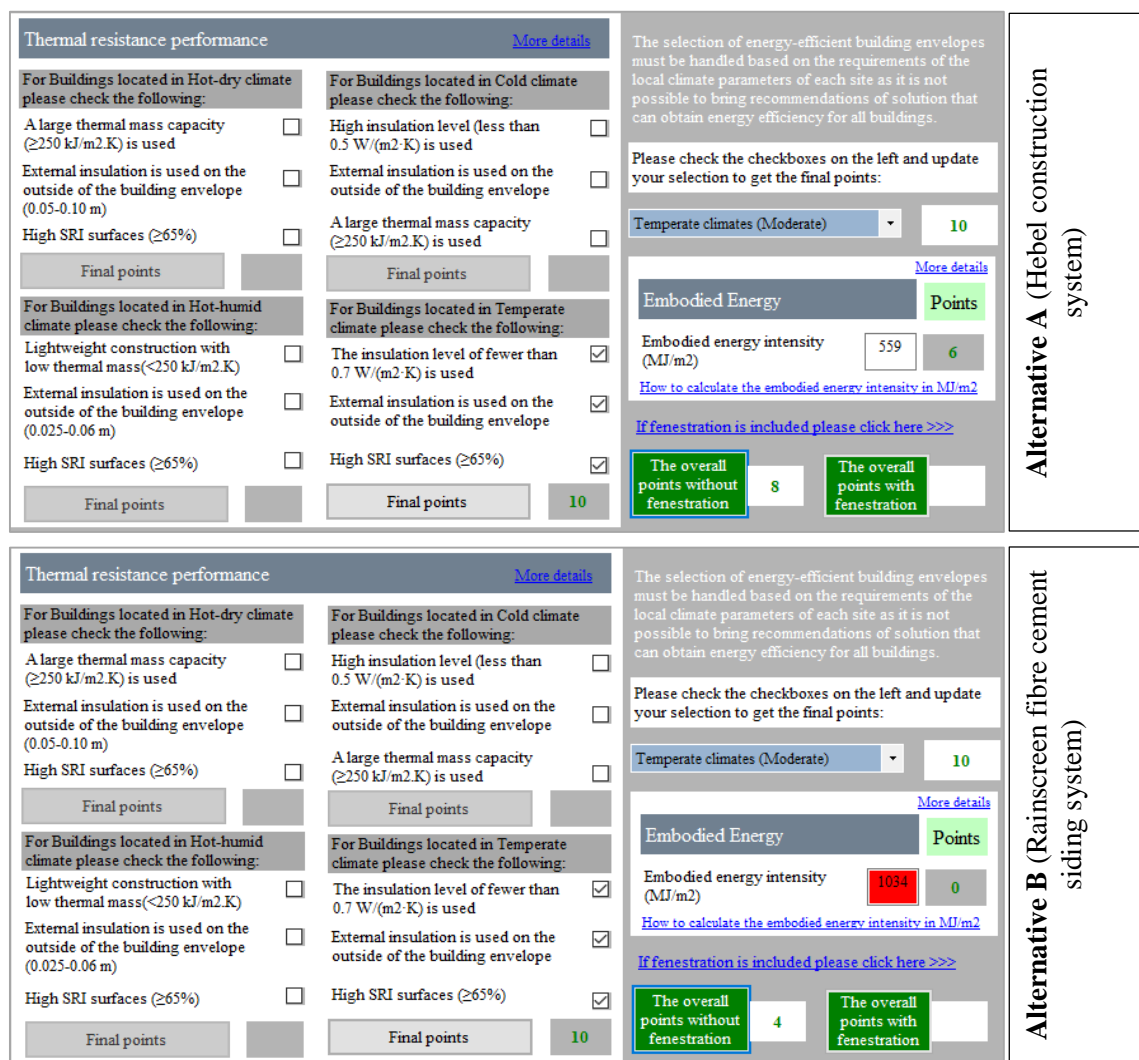 Thermal resistance performance
More details
For Buildings located in Hot-dry climate
please check the following:
A large thermal mass capacity
(≥250 kJ/m2.K) is used
External insulation is used on the
outside of the building envelope
(0.05-0.10 m)
High SRI surfaces (≥65%)
Final points
For Buildings located in Hot-humid
climate please check the following:
Lightweight construction with
low thermal mass(<250 kJ/m2.K)
External insulation is used on the
outside of the building envelope
(0.025-0.06 m)
High SRI surfaces (≥65%)
Final points
For Buildings located in Cold climate
please check the following:
High insulation level (less than
0.5 W/(m2·K) is used
External insulation is used on the
outside of the building envelope
A large thermal mass capacity
(≥250 kJ/m2.K) is used
Final points
For Buildings located in Temperate
climate please check the following:
The insulation level of fewer than
0.7 W/(m2·K) is used
External insulation is used on the
outside of the building envelope
High SRI surfaces (≥65%)
Final points
10
The selection of energy-efficient building envelopes
must be handled based on the requirements of the
local climate parameters of each site as it is not
possible to bring recommendations of solution that
can obtain energy efficiency for all buildings.
Please check the checkboxes on the left and update
your selection to get the final points:
Temperate climates (Moderate)
10
More details
Embodied Energy
Points
Embodied energy intensity
(MJ/m2)
559
6
How to calculate the embodied energy intensity in MJ/m2
If fenestration is included please click here >>>
The overall
points without
fenestration
8
The overall
points with
fenestration
Alternative A (Hebel construction
system)
Thermal resistance performance
More details
For Buildings located in Hot-dry climate
please check the following:
A large thermal mass capacity
(≥250 kJ/m2.K) is used
External insulation is used on the
outside of the building envelope
(0.05-0.10 m)
High SRI surfaces (≥65%)
Final points
For Buildings located in Hot-humid
climate please check the following:
Lightweight construction with
low thermal mass(<250 kJ/m2.K)
External insulation is used on the
outside of the building envelope
(0.025-0.06 m)
High SRI surfaces (≥65%)
Final points
For Buildings located in Cold climate
please check the following:
High insulation level (less than
0.5 W/(m2·K) is used
External insulation is used on the
outside of the building envelope
A large thermal mass capacity
(≥250 kJ/m2.K) is used
Final points
For Buildings located in Temperate
climate please check the following:
The insulation level of fewer than
0.7 W/(m2·K) is used
External insulation is used on the
outside of the building envelope
High SRI surfaces (≥65%)
Final points
10
The selection of energy-efficient building envelopes
must be handled based on the requirements of the
local climate parameters of each site as it is not
possible to bring recommendations of solution that
can obtain energy efficiency for all buildings.
Please check the checkboxes on the left and update
your selection to get the final points:
Temperate climates (Moderate)
10
More details
Embodied Energy
Points
Embodied energy intensity
(MJ/m2)
1034
0
How to calculate the embodied energy intensity in MJ/m2
If fenestration is included please click here >>>
The overall
points without
fenestration
4
The overall
points with
fenestration
Alternative B (Rainscreen fibre cement
siding system)